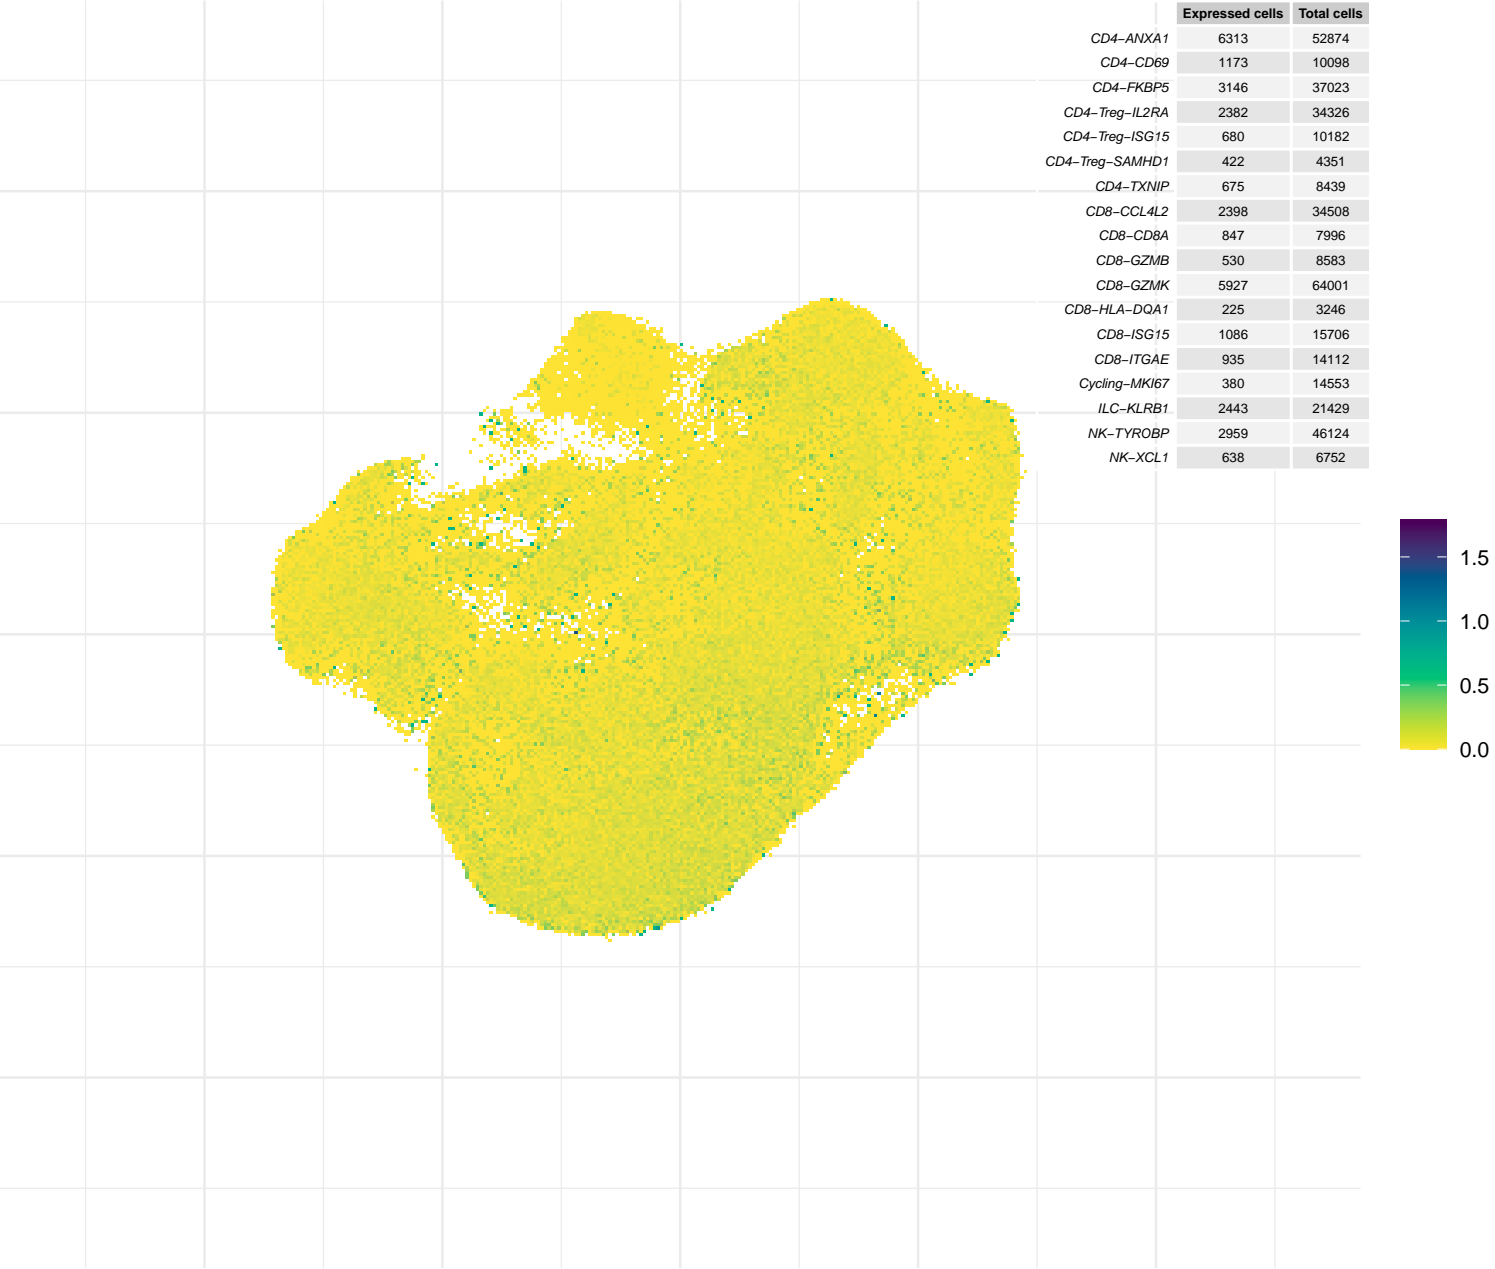 Expressed cells Total cells
CD4−ANXA1 6313 52874
CD4−CD69 1173 10098
CD4−FKBP5 3146 37023
CD4−Treg−IL2RA 2382 34326
CD4−Treg−ISG15 680 10182
CD4−Treg−SAMHD1 422 4351
CD4−TXNIP 675 8439
CD8−CCL4L2 2398 34508
CD8−CD8A 847 7996
CD8−GZMB 530 8583
CD8−GZMK 5927 64001
CD8−HLA−DQA1 225 3246
CD8−ISG15 1086 15706
CD8−ITGAE 935 14112
Cycling−MKI67 380 14553
ILC−KLRB1 2443 21429
NK−TYROBP 2959 46124
NK−XCL1 638 6752
1.5
1.0
0.5
0.0